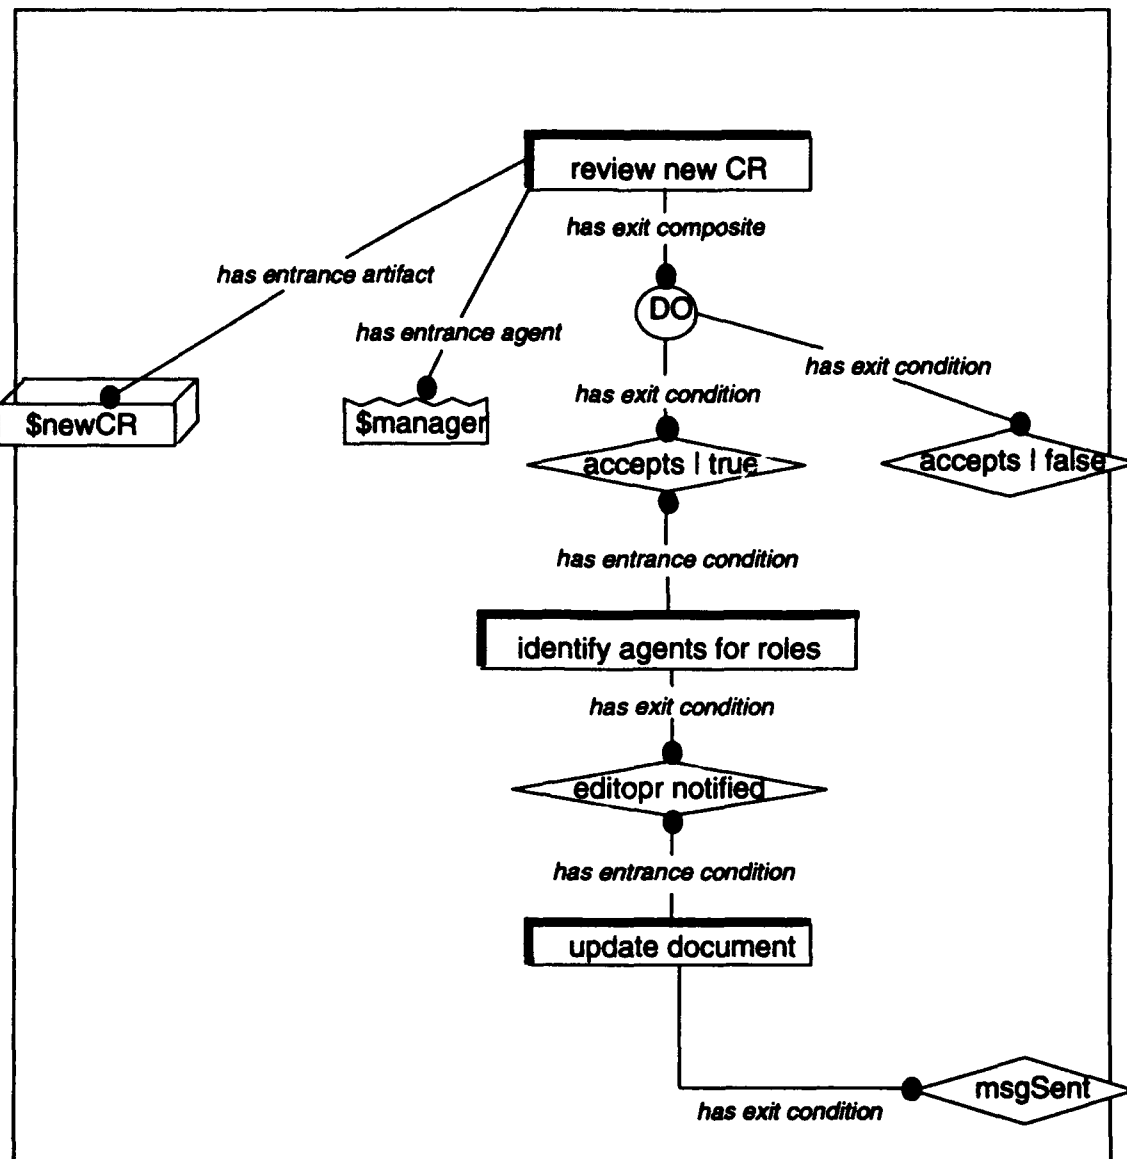 review new CR
has exit composite
has entrance artifact
DO
has entrance agent
has exit condition
has exit condition
$newCR
$manager
accepts | true
accepts | false
has entrance condition
identify agents for roles
has exit condition
editopr notified
has entrance condition
update document
msgSent
has exit condition